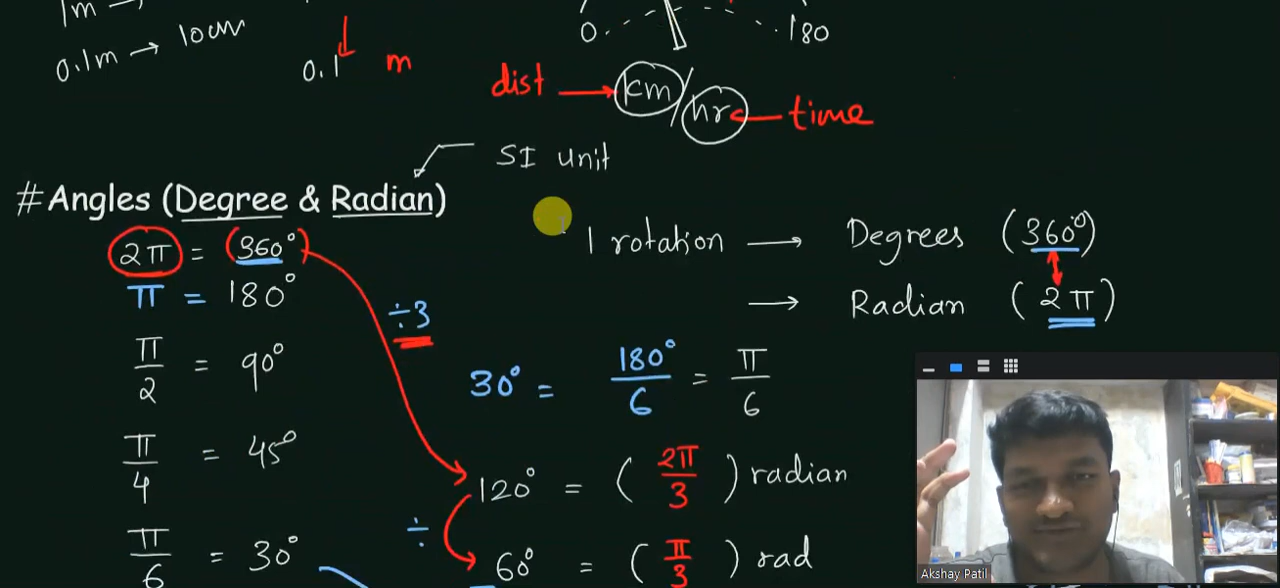 1m →
0.1m → 10cm
0.1 m
0 180
dist → km/hr ← time
SI unit
# Angles (Degree & Radian)
2π = (360°)
π = 180°
π/2 = 90°
π/4 = 45°
π/6 = 30°
÷3
1 rotation → Degrees (360°)
→ Radian (2π)
30° = 180°/6 = π/6
120° = (2π/3) radian
÷
60° = (π/3) rad
Akshay Patil